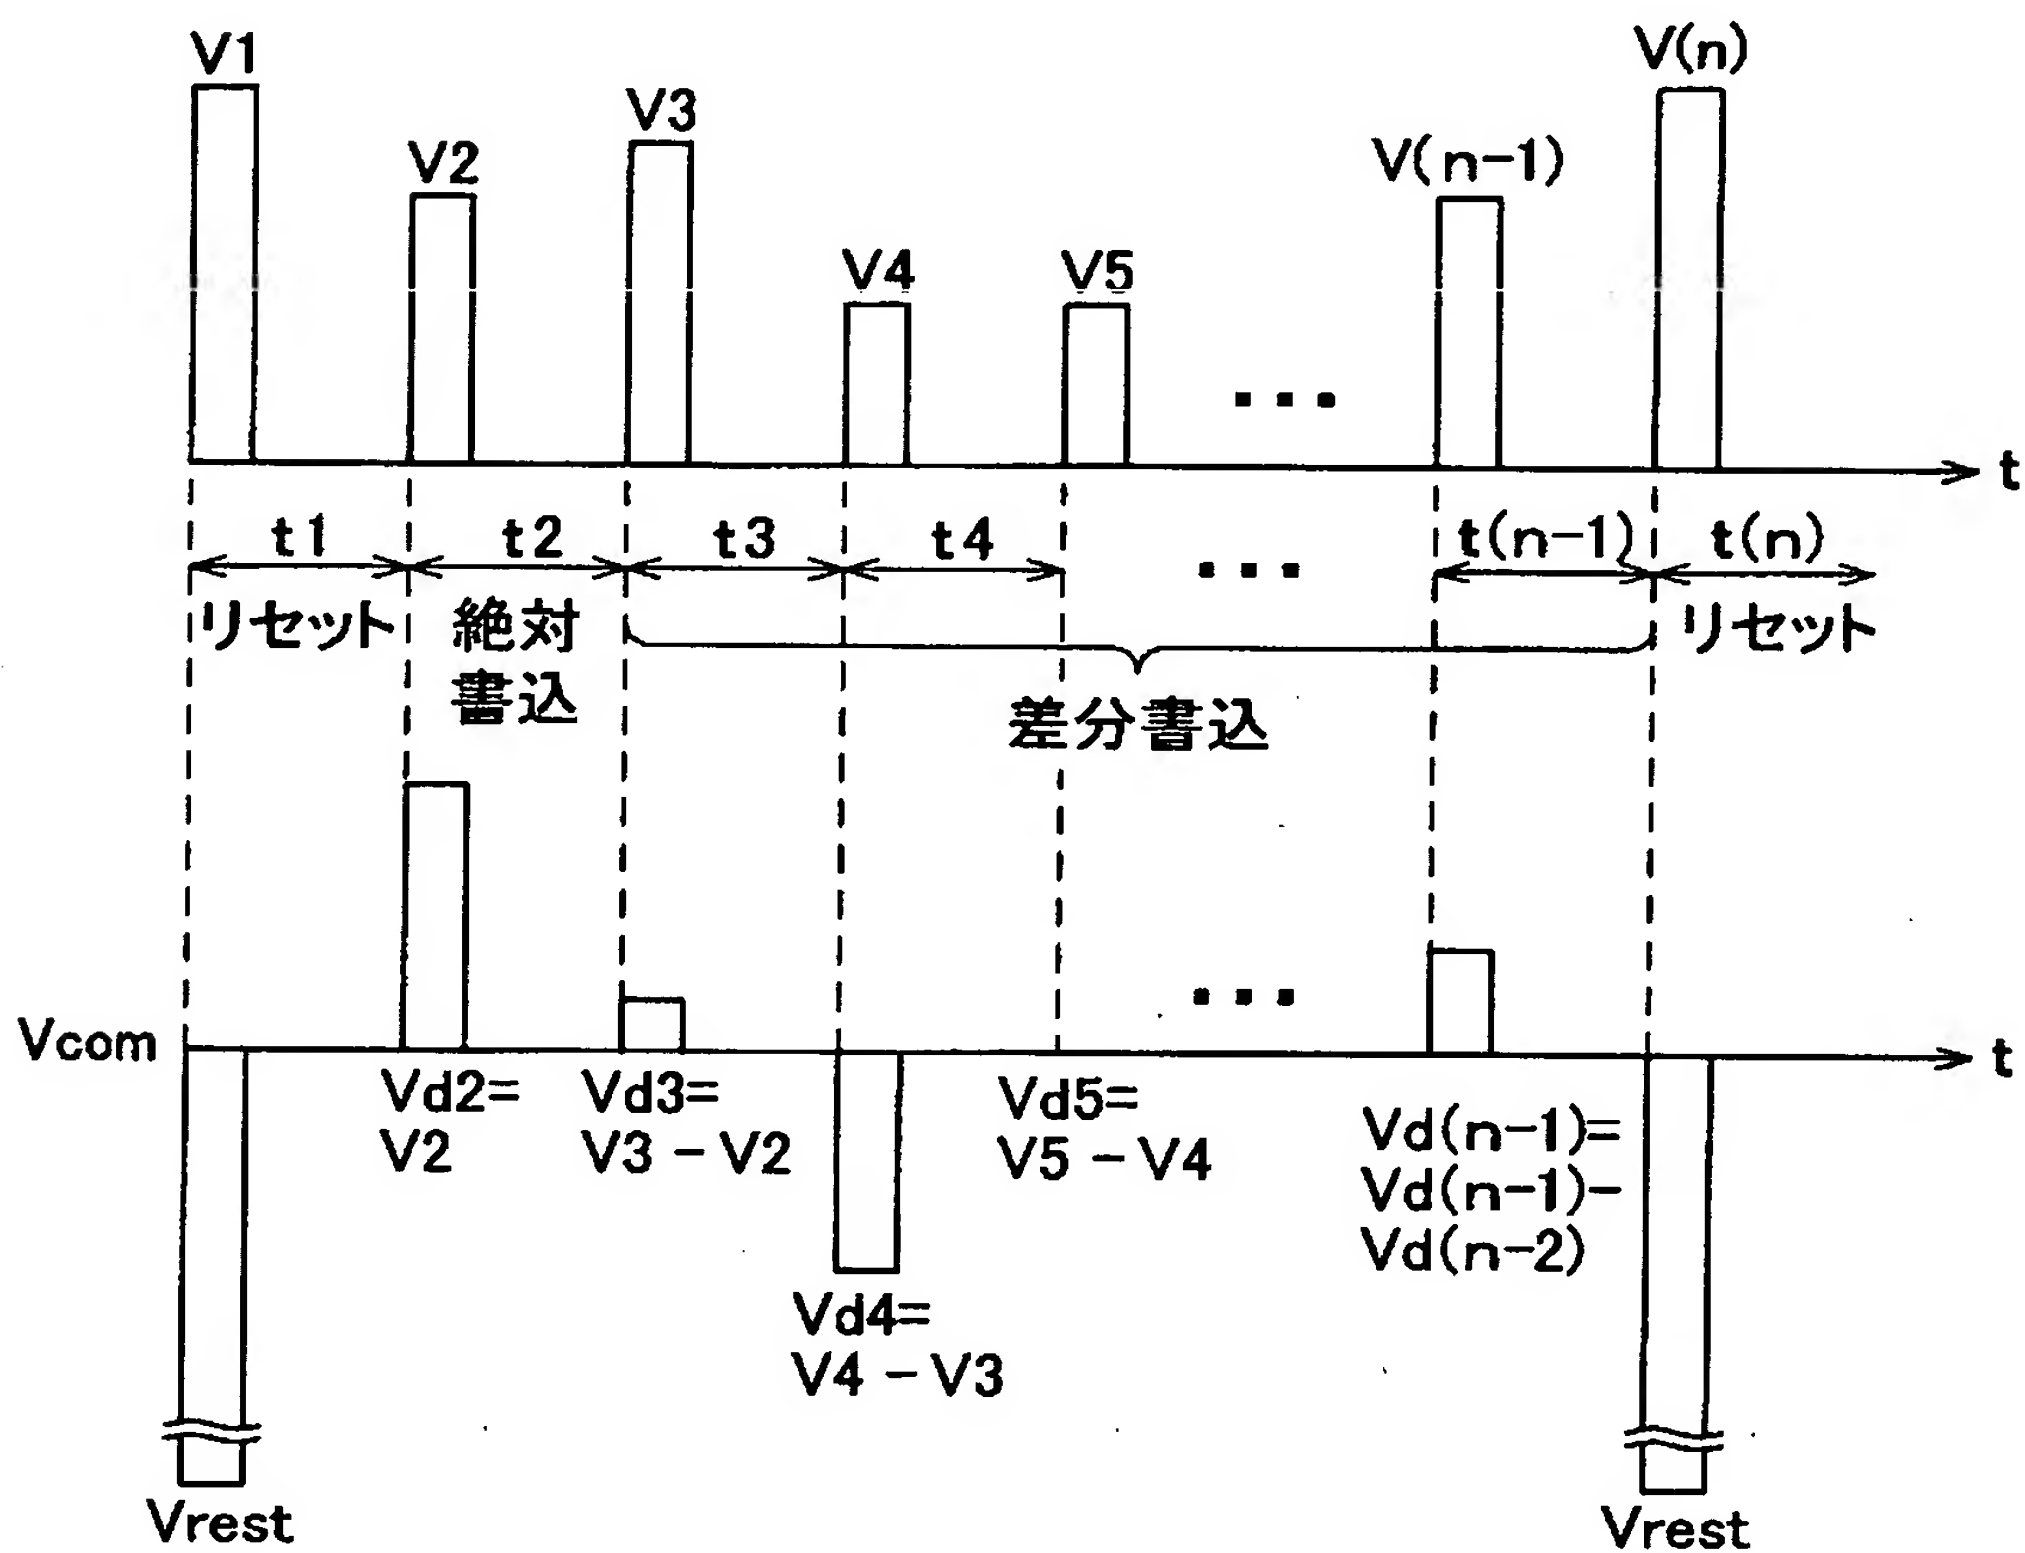 V1
V(n)
V3
V2
V(n-1)
V4
V5
...
t
t1
t2
t3
t4
...
t(n-1)
t(n)
リセット
絶対
書込
リセット
差分書込
...
Vcom
t
Vd2=
V2
Vd3=
V3-V2
Vd5=
V5-V4
Vd(n-1)=
Vd(n-1)-
Vd(n-2)
Vd4=
V4-V3
Vrest
Vrest